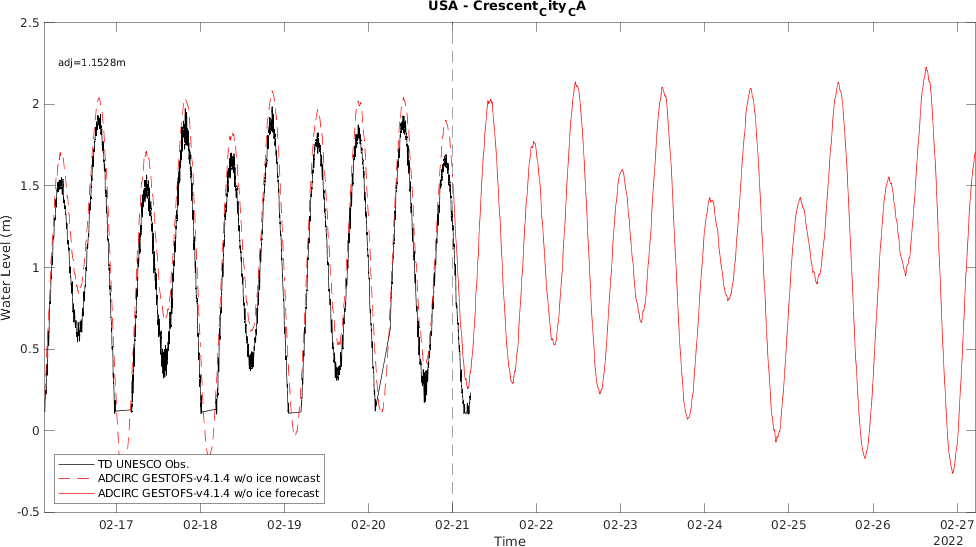 USA - Crescent_City_CA
adj=1.1528m
2.5
2
1.5
1
0.5
0
-0.5
Water Level (m)
TD UNESCO Obs.
ADCIRC GESTOFS-v4.1.4 w/o ice nowcast
ADCIRC GESTOFS-v4.1.4 w/o ice forecast
02-17 02-18 02-19 02-20 02-21 02-22 02-23 02-24 02-25 02-26 02-27
Time
2022